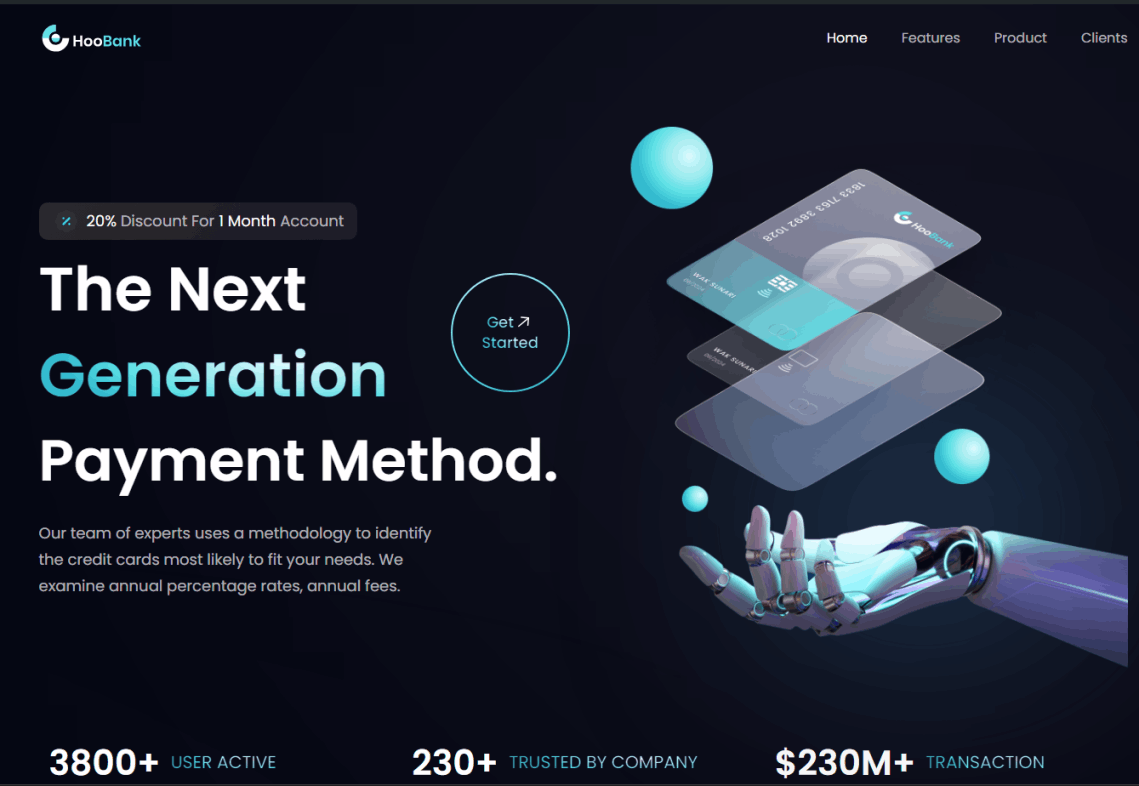 HooBank
Home Features Product Clients
20% Discount For 1 Month Account
The Next
Generation
Payment Method.
Get
Started
Our team of experts uses a methodology to identify
the credit cards most likely to fit your needs. We
examine annual percentage rates, annual fees.
1833 7163 3892 1028
HooBank
WAK SUNARI
WAK SUNARI
3800+ USER ACTIVE
230+ TRUSTED BY COMPANY
$230M+ TRANSACTION